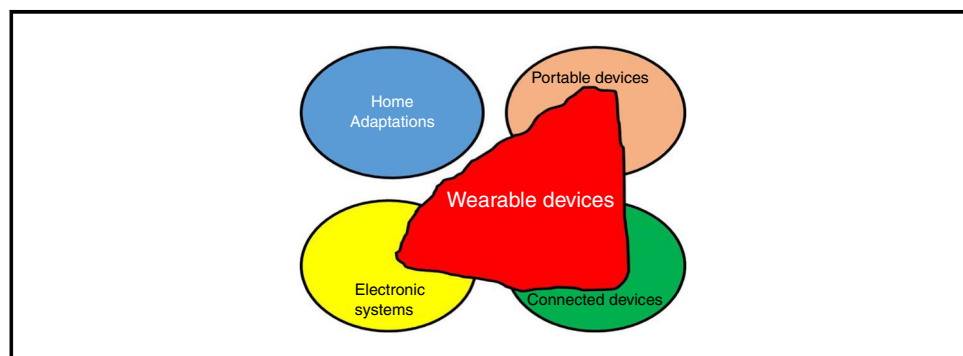 Home
Adaptations
Portable devices
Wearable devices
Electronic
systems
Connected devices